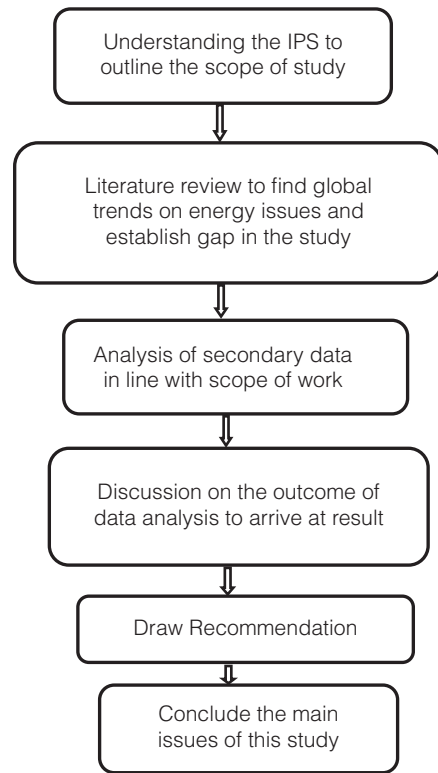 Understanding the IPS to
outline the scope of study
Literature review to find global
trends on energy issues and
establish gap in the study
Analysis of secondary data
in line with scope of work
Discussion on the outcome of
data analysis to arrive at result
Draw Recommendation
Conclude the main
issues of this study